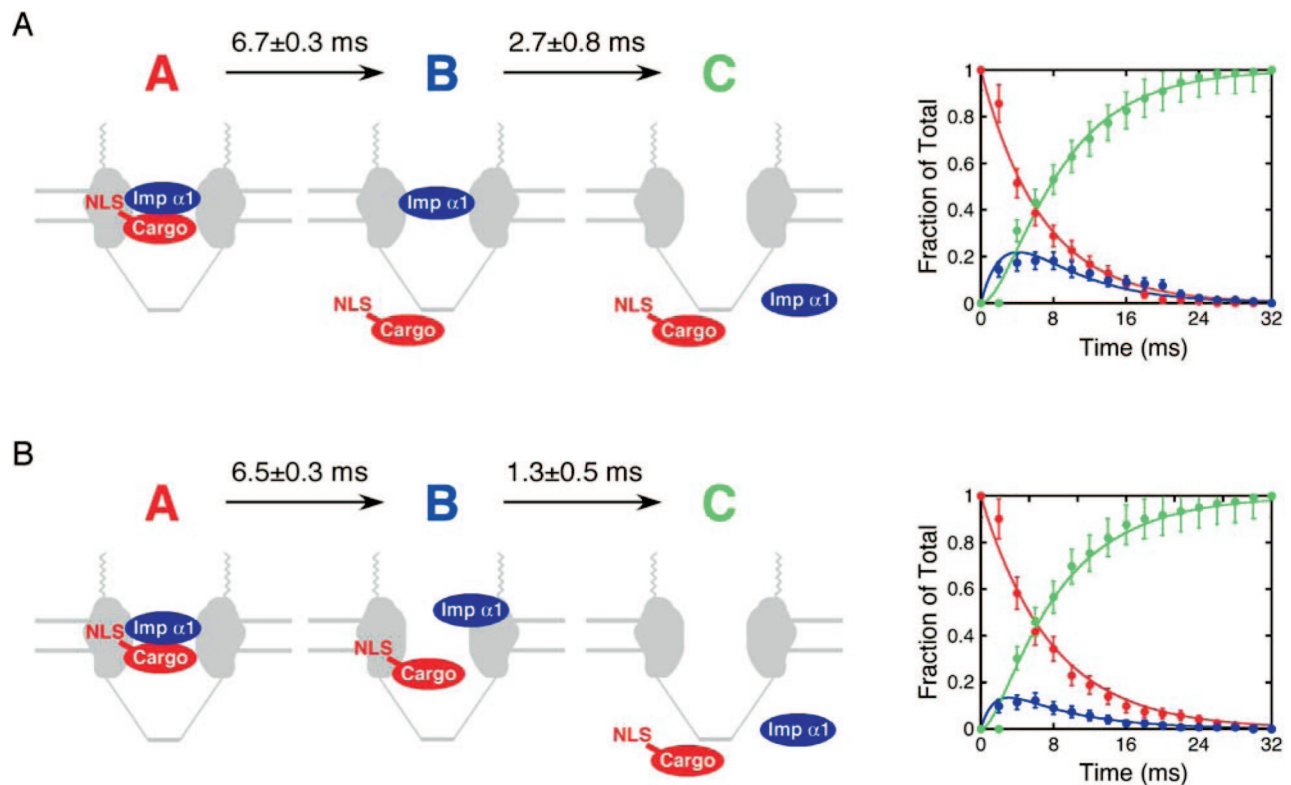 A
6.7±0.3 ms
2.7±0.8 ms
A
B
C
NLS
Imp α1
Cargo
Imp α1
NLS
Cargo
Imp α1
NLS
Cargo
Fraction of Total
1
0.8
0.6
0.4
0.2
0
0 8 16 24 32
Time (ms)
B
6.5±0.3 ms
1.3±0.5 ms
A
B
C
NLS
Imp α1
Cargo
Imp α1
NLS
Cargo
NLS
Cargo
Imp α1
Fraction of Total
1
0.8
0.6
0.4
0.2
0
0 8 16 24 32
Time (ms)